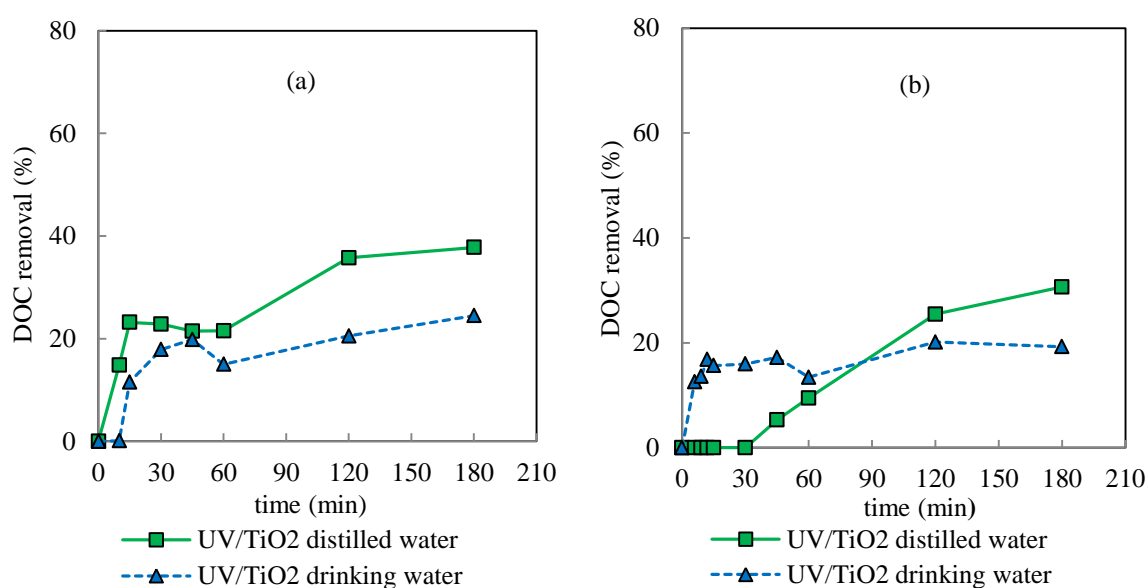 80
60
40
20
0
DOC removal (%)
(a)
0 30 60 90 120 150 180 210
time (min)
UV/TiO2 distilled water
UV/TiO2 drinking water
80
60
40
20
0
DOC removal (%)
(b)
0 30 60 90 120 150 180 210
time (min)
UV/TiO2 distilled water
UV/TiO2 drinking water